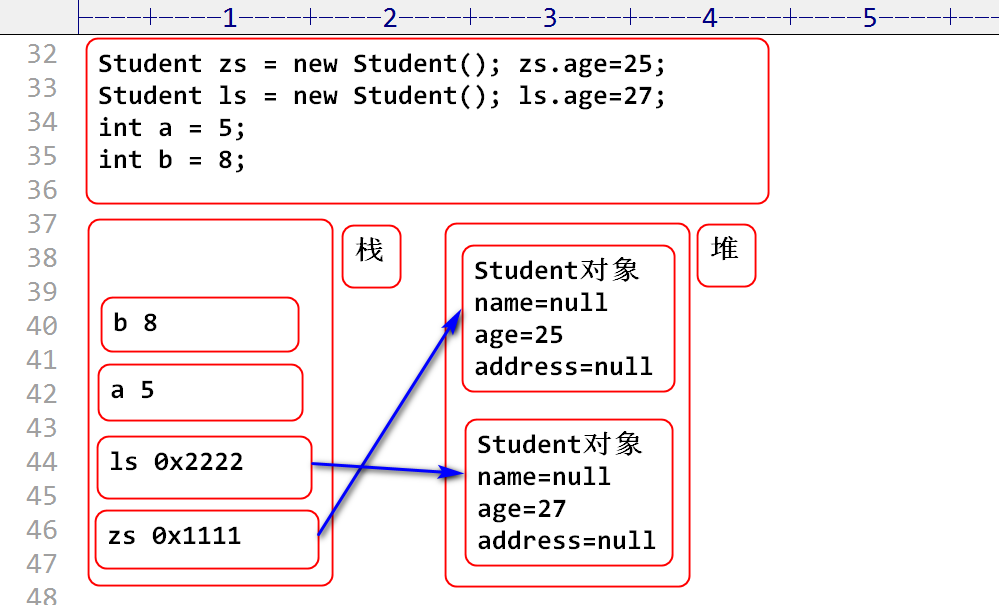 1 2 3 4 5
32
33
34
35
36
37
38
39
40
41
42
43
44
45
46
47
48
Student zs = new Student(); zs.age=25;
Student ls = new Student(); ls.age=27;
int a = 5;
int b = 8;
栈
b 8
a 5
ls 0x2222
zs 0x1111
堆
Student对象
name=null
age=25
address=null
Student对象
name=null
age=27
address=null